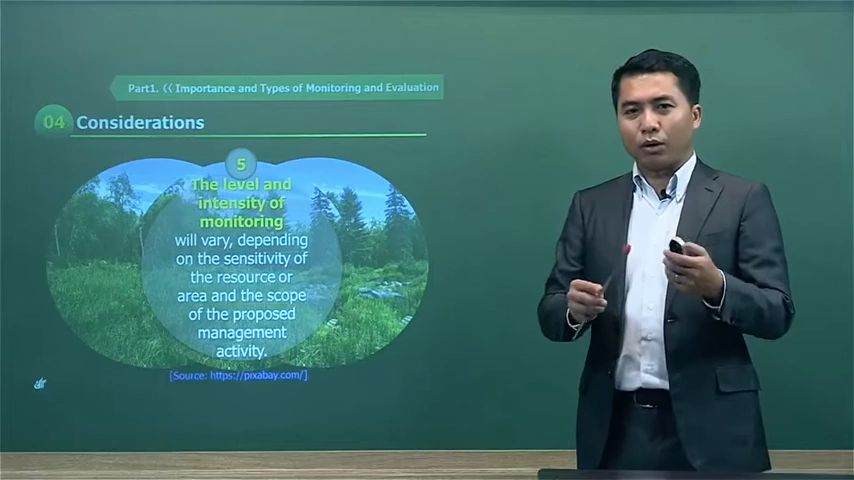 Part1. 《 Importance and Types of Monitoring and Evaluation
04 Considerations
5
The level and
intensity of
monitoring
will vary, depending
on the sensitivity of
the resource or
area and the scope
of the proposed
management
activity.
[Source: https://pixabay.com/]